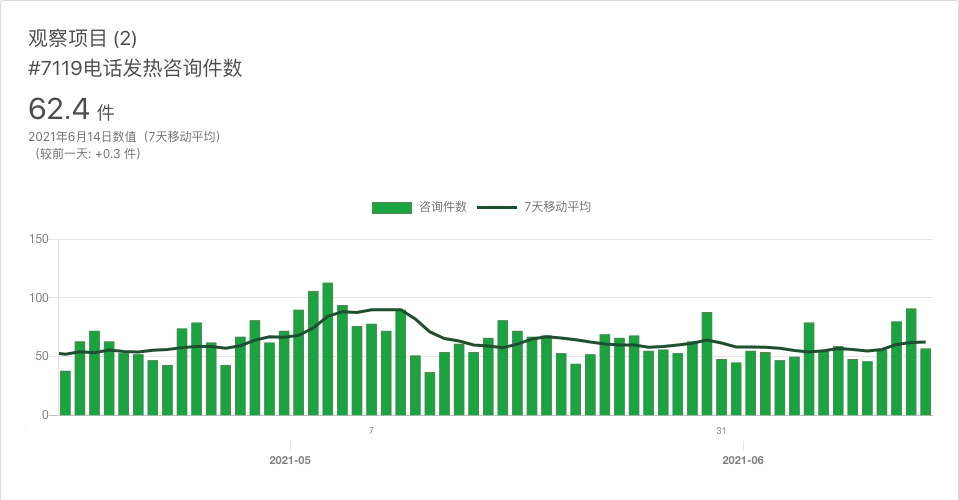 观察项目 (2)
#7119电话发热咨询件数
62.4 件
2021年6月14日数值（7天移动平均）
（较前一天: +0.3 件）
咨询件数 7天移动平均
150
100
50
0
7 31
2021-05 2021-06